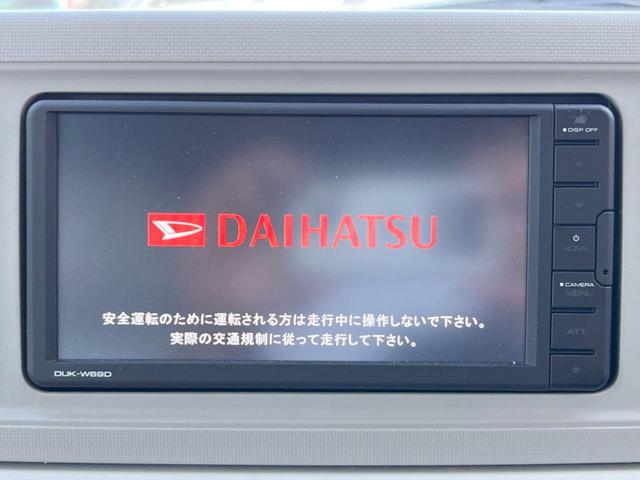 DISP OFF
DAIHATSU
HOME
CAMERA
MENU
安全運転のために運転される方は走行中に操作しないで下さい。
実際の交通規制に従って走行して下さい。
ATT
DUK-W69D